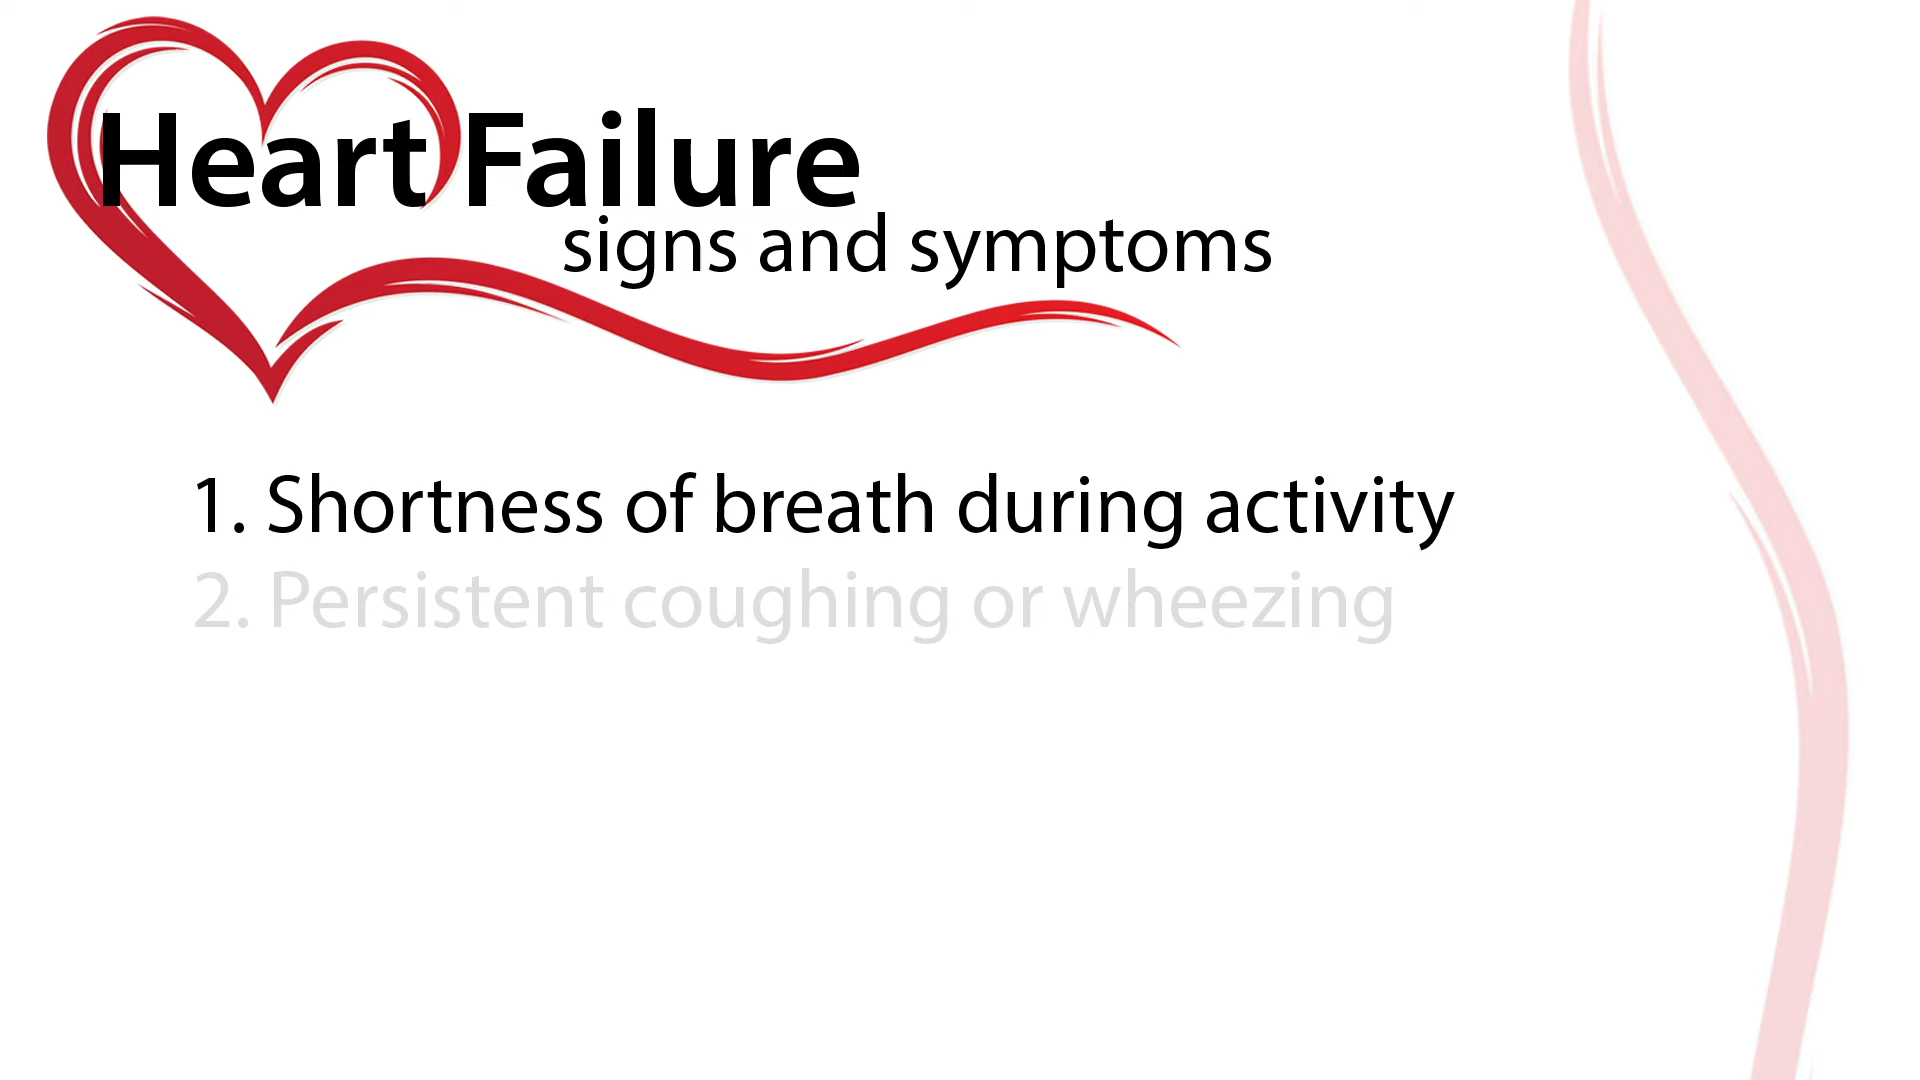 Heart Failure
signs and symptoms
1. Shortness of breath during activity
2. Persistent coughing or wheezing